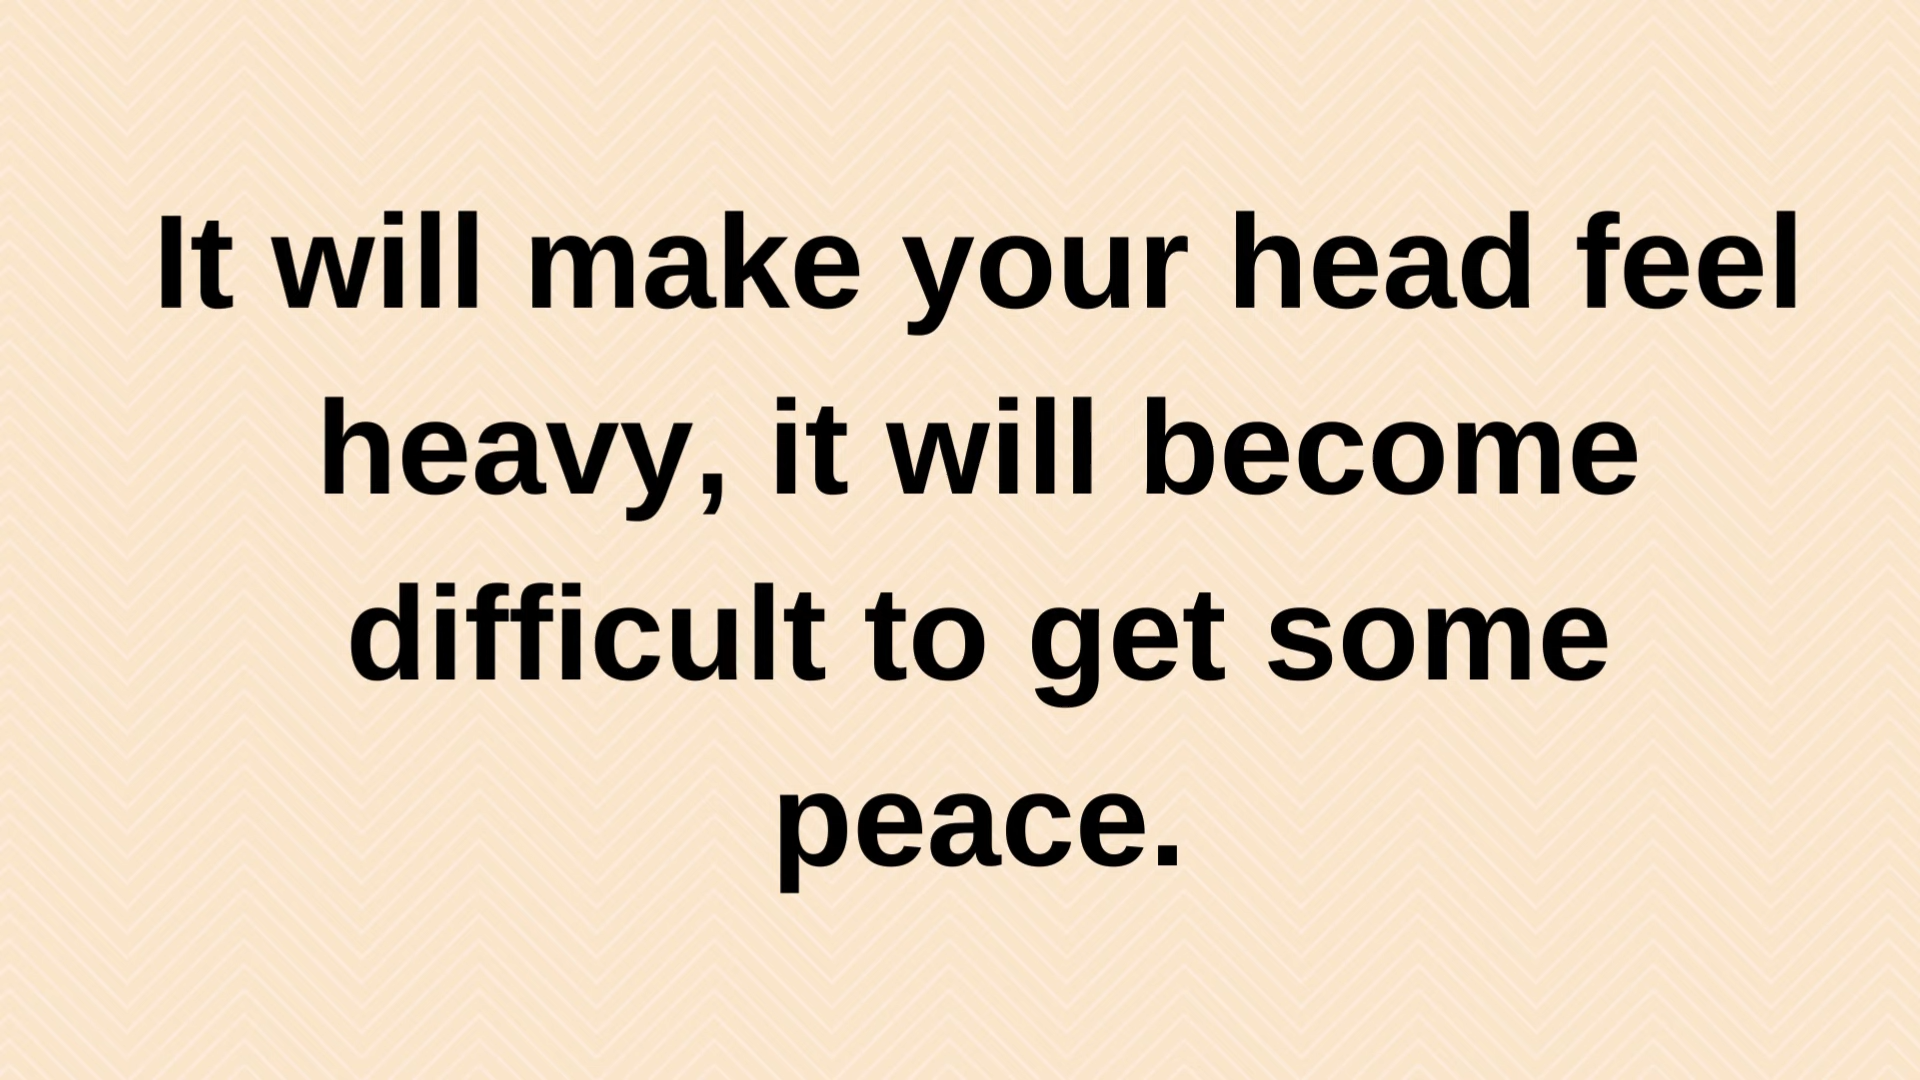 It will make your head feel
heavy, it will become
difficult to get some
peace.